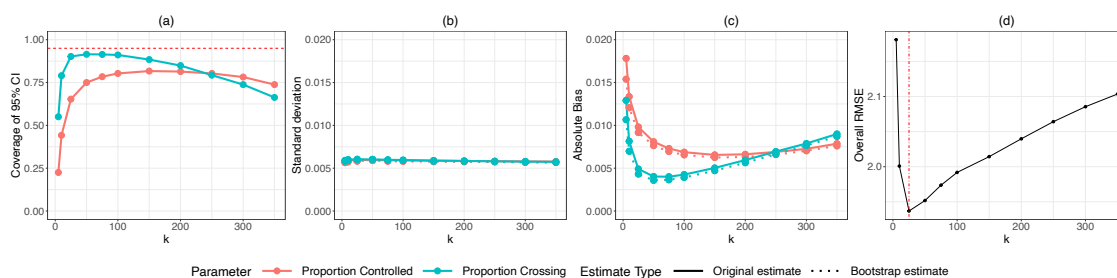 (a)
(b)
(c)
(d)
Coverage of 95% CI
1.00
0.75
0.50
0.25
0.00
0
100
200
300
k
Standard deviation
0.020
0.015
0.010
0.005
0.000
0
100
200
300
k
Absolute Bias
0.020
0.015
0.010
0.005
0.000
0
100
200
300
k
Overall RMSE
2.1
2.0
0
100
200
300
k
Parameter Proportion Controlled Proportion Crossing Estimate Type Original estimate Bootstrap estimate